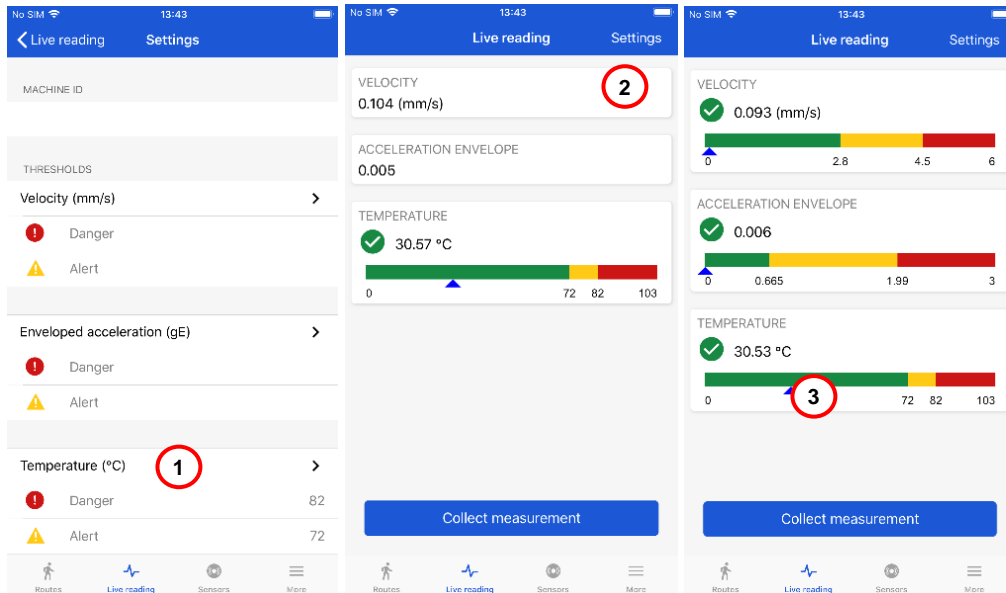 No SIM 13:43
Live reading Settings
MACHINE ID
THRESHOLDS
Velocity (mm/s)
Danger
Alert
Enveloped acceleration (gE)
Danger
Alert
Temperature (°C) 1
Danger 82
Alert 72
Routes Live reading Sensors More
No SIM 13:43
Live reading Settings
VELOCITY
0.104 (mm/s)
2
ACCELERATION ENVELOPE
0.005
TEMPERATURE
30.57 °C
0 72 82 103
Collect measurement
Routes Live reading Sensors More
No SIM 13:43
Live reading Settings
VELOCITY
0.093 (mm/s)
0 2.8 4.5 6
ACCELERATION ENVELOPE
0.006
0 0.665 1.99 3
TEMPERATURE
30.53 °C
3
0 72 82 103
Collect measurement
Routes Live reading Sensors More